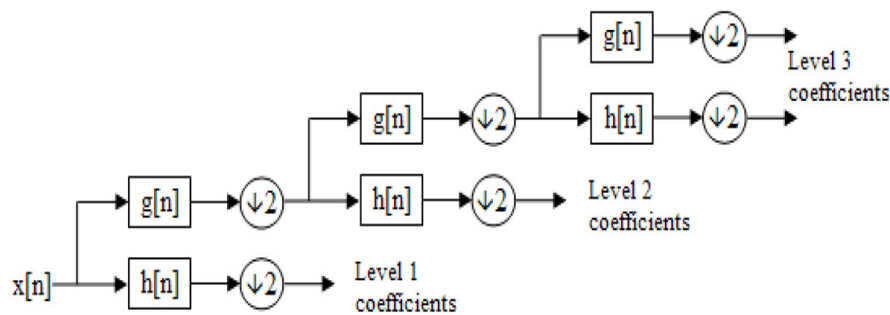 g[n] ↓2
Level 3
coefficients
g[n] ↓2 h[n] ↓2
g[n] ↓2 h[n] ↓2
Level 2
coefficients
x[n] h[n] ↓2
Level 1
coefficients